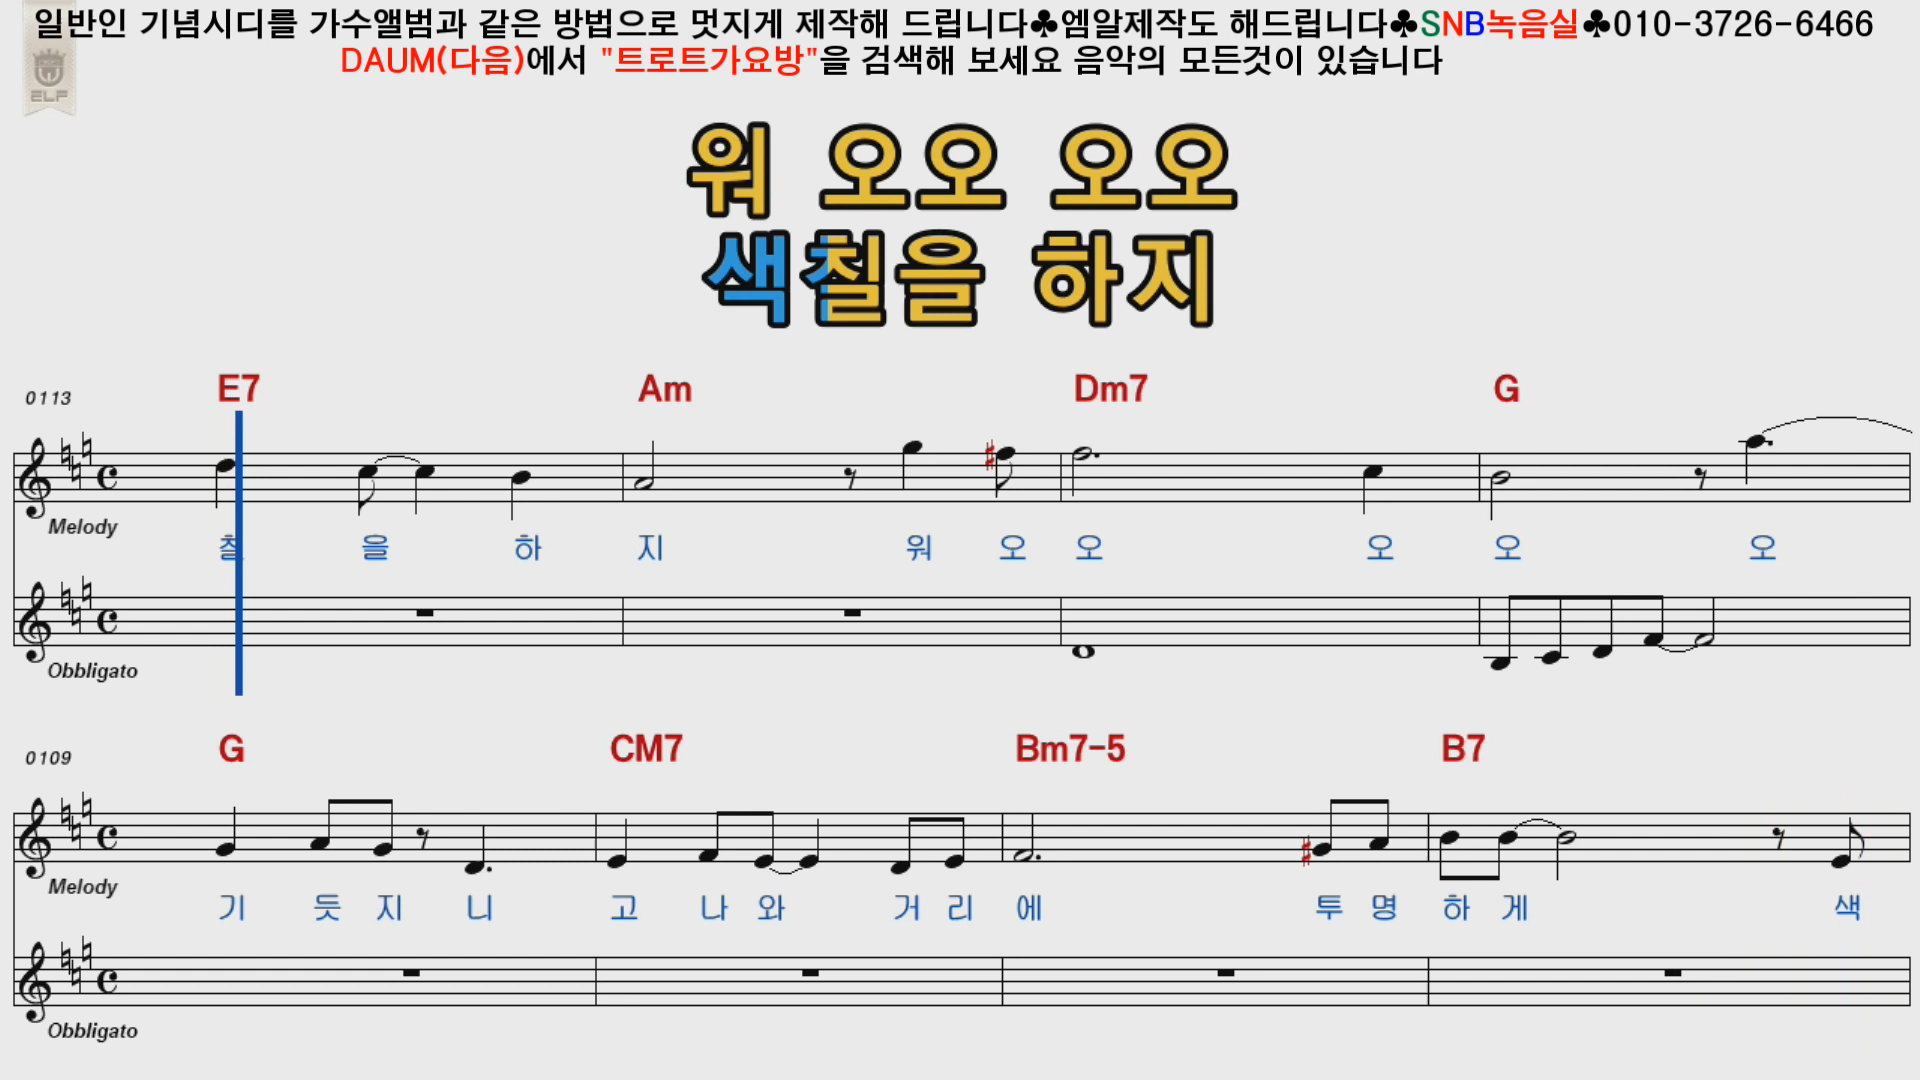 일반인 기념시디를 가수앨범과 같은 방법으로 멋지게 제작해 드립니다♣엠알제작도 해드립니다♣SNB녹음실♣010-3726-6466
DAUM(다음)에서 "트로트가요방"을 검색해 보세요 음악의 모든것이 있습니다
ELF
워 오오 오오
색칠을 하지
0113 E7 Am Dm7 G
Melody
칠 을 하 지 워 오 오 오 오 오
Obbligato
0109 G CM7 Bm7-5 B7
Melody
기 듯 지 니 고 나 와 거 리 에 투 명 하 게 색
Obbligato